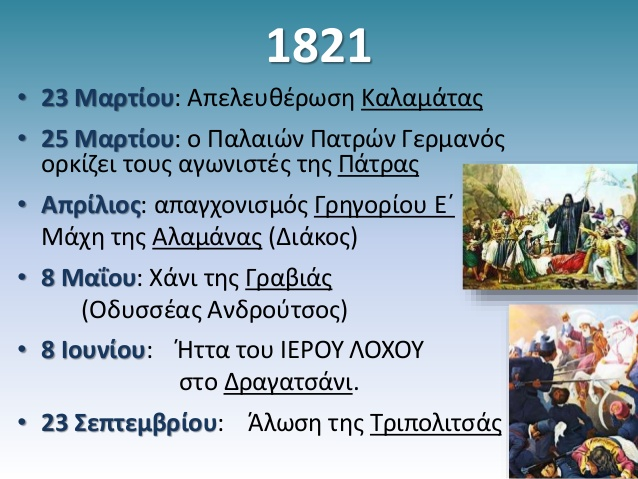 1821
• 23 Μαρτίου: Απελευθέρωση Καλαμάτας
• 25 Μαρτίου: ο Παλαιών Πατρών Γερμανός
ορκίζει τους αγωνιστές της Πάτρας
• Απρίλιος: απαγχονισμός Γρηγορίου Ε΄
Μάχη της Αλαμάνας (Διάκος)
• 8 Μαΐου: Χάνι της Γραβιάς
(Οδυσσέας Ανδρούτσος)
• 8 Ιουνίου: Ήττα του ΙΕΡΟΥ ΛΟΧΟΥ
στο Δραγατσάνι.
• 23 Σεπτεμβρίου: Άλωση της Τριπολιτσάς